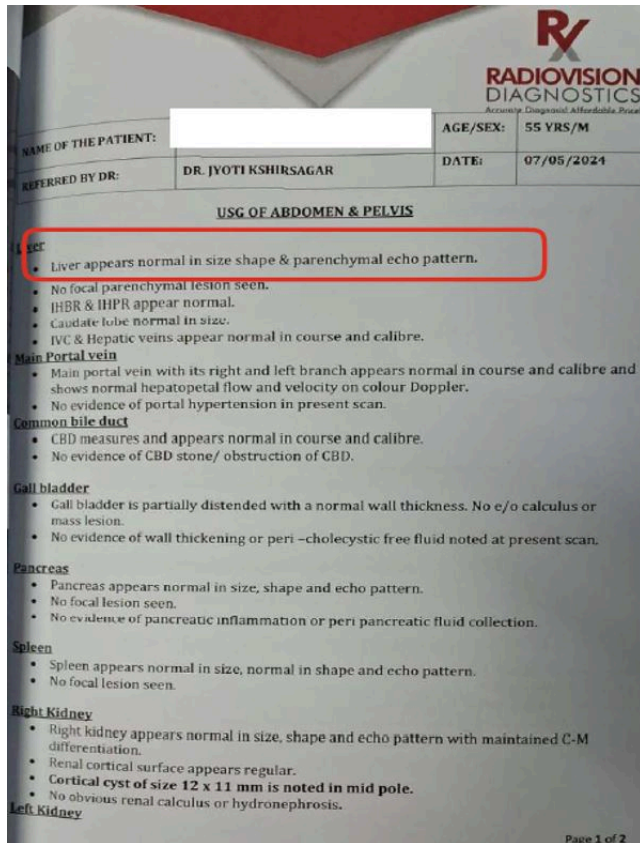 RADIOVISION
DIAGNOSTICS
Accurate Diagnosis! Affordable Price!
NAME OF THE PATIENT:
AGE/SEX: 55 YRS/M
REFERRED BY DR: DR. JYOTI KSHIRSAGAR DATE: 07/05/2024
USG OF ABDOMEN & PELVIS
Liver
• Liver appears normal in size shape & parenchymal echo pattern.
• No focal parenchymal lesion seen.
• IHBR & IHPR appear normal.
• Caudate lobe normal in size.
• IVC & Hepatic veins appear normal in course and calibre.
Main Portal vein
• Main portal vein with its right and left branch appears normal in course and calibre and
shows normal hepatopetal flow and velocity on colour Doppler.
• No evidence of portal hypertension in present scan.
Common bile duct
• CBD measures and appears normal in course and calibre.
• No evidence of CBD stone/ obstruction of CBD.
Gall bladder
• Gall bladder is partially distended with a normal wall thickness. No e/o calculus or
mass lesion.
• No evidence of wall thickening or peri –cholecystic free fluid noted at present scan.
Pancreas
• Pancreas appears normal in size, shape and echo pattern.
• No focal lesion seen.
• No evidence of pancreatic inflammation or peri pancreatic fluid collection.
Spleen
• Spleen appears normal in size, normal in shape and echo pattern.
• No focal lesion seen.
Right Kidney
• Right kidney appears normal in size, shape and echo pattern with maintained C-M
differentiation.
• Renal cortical surface appears regular.
• Cortical cyst of size 12 x 11 mm is noted in mid pole.
• No obvious renal calculus or hydronephrosis.
Left Kidney
Page 1 of 2